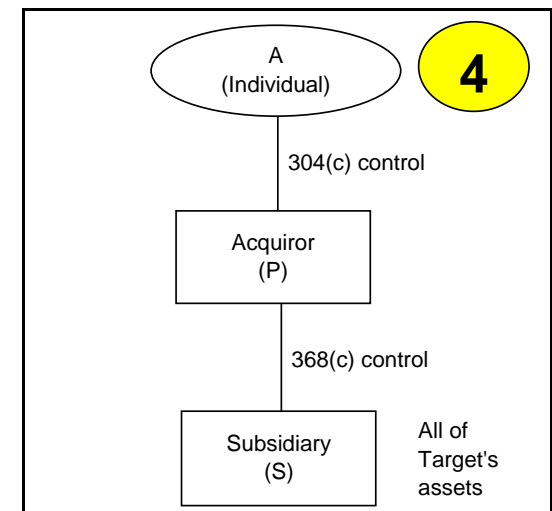 A
(Individual)
4
304(c) control
Acquiror
(P)
368(c) control
Subsidiary
(S)
All of
Target's
assets